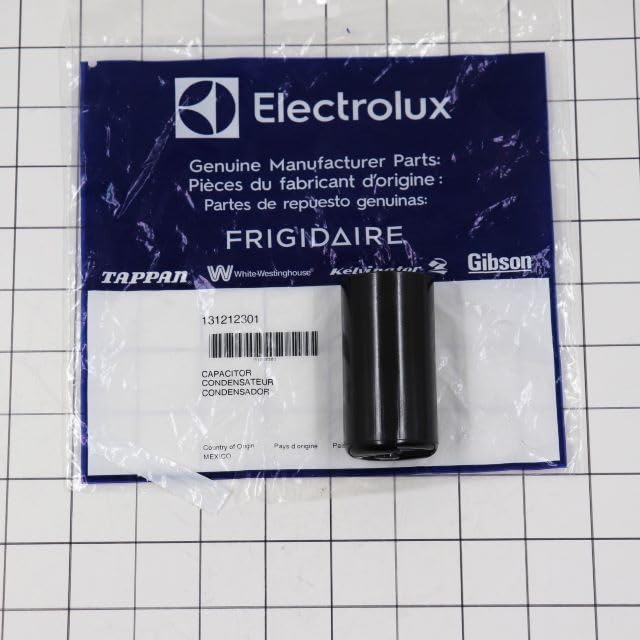 Electrolux
Genuine Manufacturer Parts:
Pièces du fabricant d'origine :
Partes de repuesto genuinas:
FRIGIDAIRE
TAPPAN White-Westinghouse Kelvinator Gibson
131212301
CAPACITOR
CONDENSATEUR
CONDENSADOR
Country of Origin Pays d origine
MEXICO